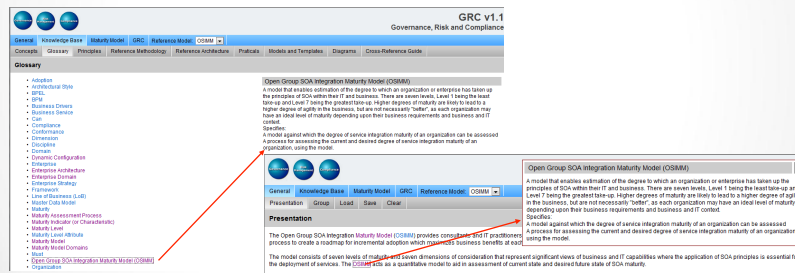 GRC v1.1
Governance, Risk and Compliance
General Knowledge Base Maturity Model GRC Reference Model: OSIMM
Concepts Glossary Principles Reference Methodology Reference Architecture Praticals Models and Templates Diagrams Cross-Reference Guide
Glossary
Adoption
Architectural Style
BPEL
BPM
Business Drivers
Business Service
Can
Compliance
Conformance
Dimension
Discipline
Domain
Dynamic Configuration
Enterprise
Enterprise Architecture
Enterprise Domain
Enterprise Strategy
Framework
Line of Business (LoB)
Master Data Model
Maturity
Maturity Assessment Process
Maturity Indicator (or Characteristic)
Maturity Level
Maturity Level Attribute
Maturity Model
Maturity Model Domains
Must
Open Group SOA Integration Maturity Model (OSIMM)
Organization
Open Group SOA Integration Maturity Model (OSIMM)
A model that enables estimation of the degree to which an organization or enterprise has taken up
the principles of SOA within their IT and business. There are seven levels, Level 1 being the least
take-up and Level 7 being the greatest take-up. Higher degrees of maturity are likely to lead to a
higher degree of agility in the business, but are not necessarily "better", as each organization may
have an ideal level of maturity depending upon their business requirements and business and IT
context.
Specifies:
A model against which the degree of service integration maturity of an organization can be assessed
A process for assessing the current and desired degree of service integration maturity of an
organization, using the model.
General Knowledge Base Maturity Model GRC Reference Model: OSIMM
Presentation Group Load Save Clear
Presentation
The Open Group SOA Integration Maturity Model (OSIMM) provides consultants and IT practitioners
process to create a roadmap for incremental adoption which maximizes business benefits at each
The model consists of seven levels of maturity and seven dimensions of consideration that represent significant views of business and IT capabilities where the application of SOA principles is essential f
the deployment of services. The OSIMM acts as a quantitative model to aid in assessment of current state and desired future state of SOA maturity.
Open Group SOA Integration Maturity Model (OSIMM)
A model that enables estimation of the degree to which an organization or enterprise has taken up the
principles of SOA within their IT and business. There are seven levels, Level 1 being the least take-up an
Level 7 being the greatest take-up. Higher degrees of maturity are likely to lead to a higher degree of agil
in the business, but are not necessarily "better", as each organization may have an ideal level of maturity
depending upon their business requirements and business and IT context.
Specifies:
A model against which the degree of service integration maturity of an organization can be assessed
A process for assessing the current and desired degree of service integration maturity of an organization
using the model.